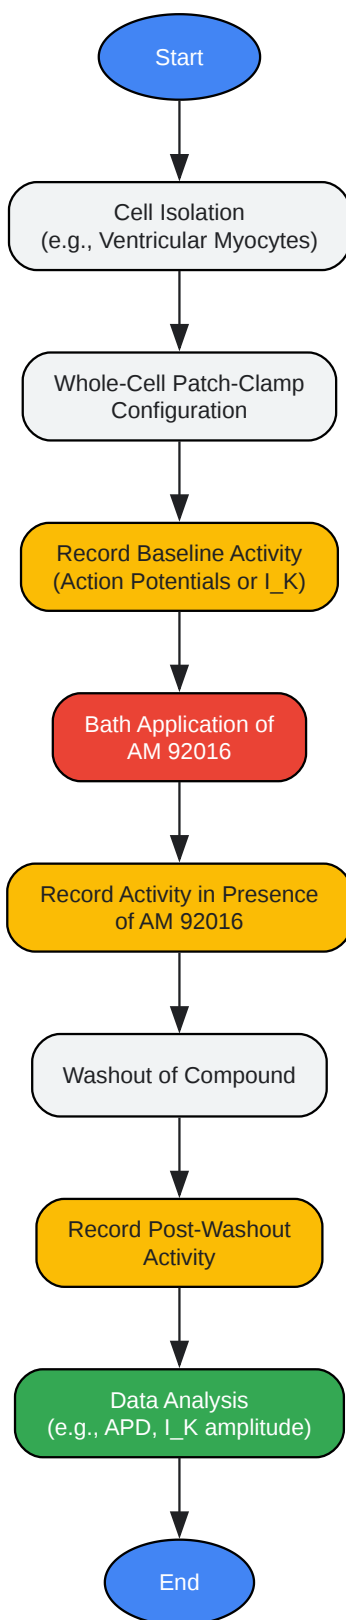 Start
Cell Isolation
(e.g., Ventricular Myocytes)
Whole-Cell Patch-Clamp
Configuration
Record Baseline Activity
(Action Potentials or I_K)
Bath Application of
AM 92016
Record Activity in Presence
of AM 92016
Washout of Compound
Record Post-Washout
Activity
Data Analysis
(e.g., APD, I_K amplitude)
End